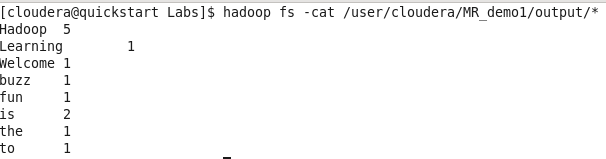 [cloudera@quickstart Labs]$ hadoop fs -cat /user/cloudera/MR_demo1/output/*
Hadoop  5
Learning        1
Welcome 1
buzz    1
fun     1
is      2
the     1
to      1